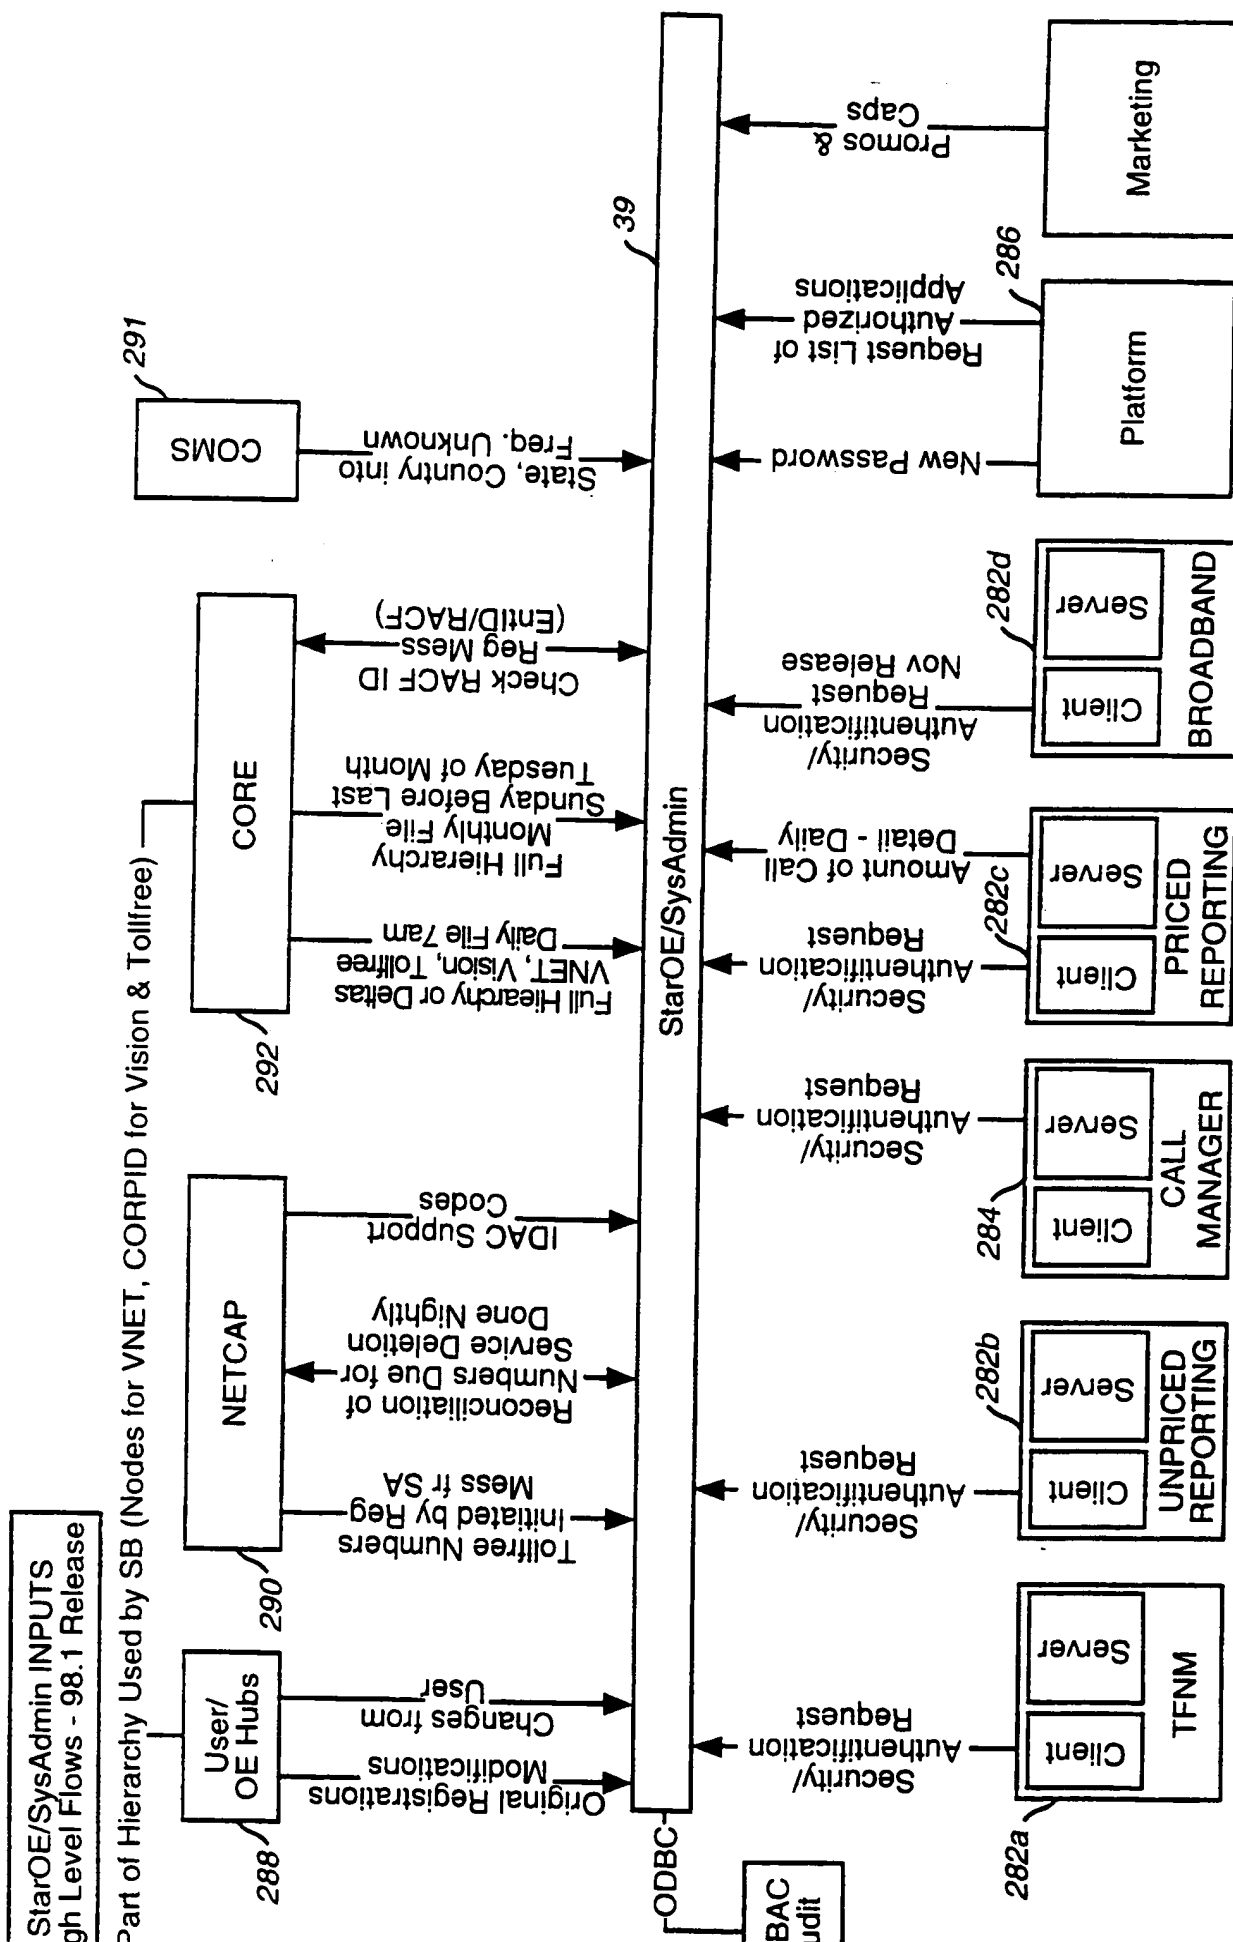 StarOE/SysAdmin INPUTS
gh Level Flows - 98.1 Release
Part of Hierarchy Used by SB (Nodes for VNET, CORPID for Vision & Tollfree)
User/
OE Hubs
288
NETCAP
290
CORE
292
COMS
291
Original Registrations
Modifications
Changes from
User
Tollfree Numbers
Initiated by Reg
Mess fr SA
Reconciliation of
Numbers Due for
Service Deletion
Done Nightly
IDAC Support
Codes
Full Hiearchy or Deltas
VNET, Vision, Tollfree
Daily File 7am
Full Hierarchy
Monthly File
Sunday Before Last
Tuesday of Month
Check RACF ID
Reg Mess
(EntID/RACF)
State, Country into
Freq. Unknown
ODBC
StarOE/SysAdmin
39
BAC
udit
Security/
Authentification
Request
Security/
Authentification
Request
Security/
Authentification
Request
Security/
Authentification
Request
Amount of Call
Detail - Daily
Security/
Authentification
Request
Nov Release
New Password
Request List of
Authorized
Applications
Promos &
Caps
282a
Client
Server
TFNM
282b
Client
Server
UNPRICED
REPORTING
284
Client
Server
CALL
MANAGER
282c
Client
Server
PRICED
REPORTING
282d
Client
Server
BROADBAND
286
Platform
Marketing